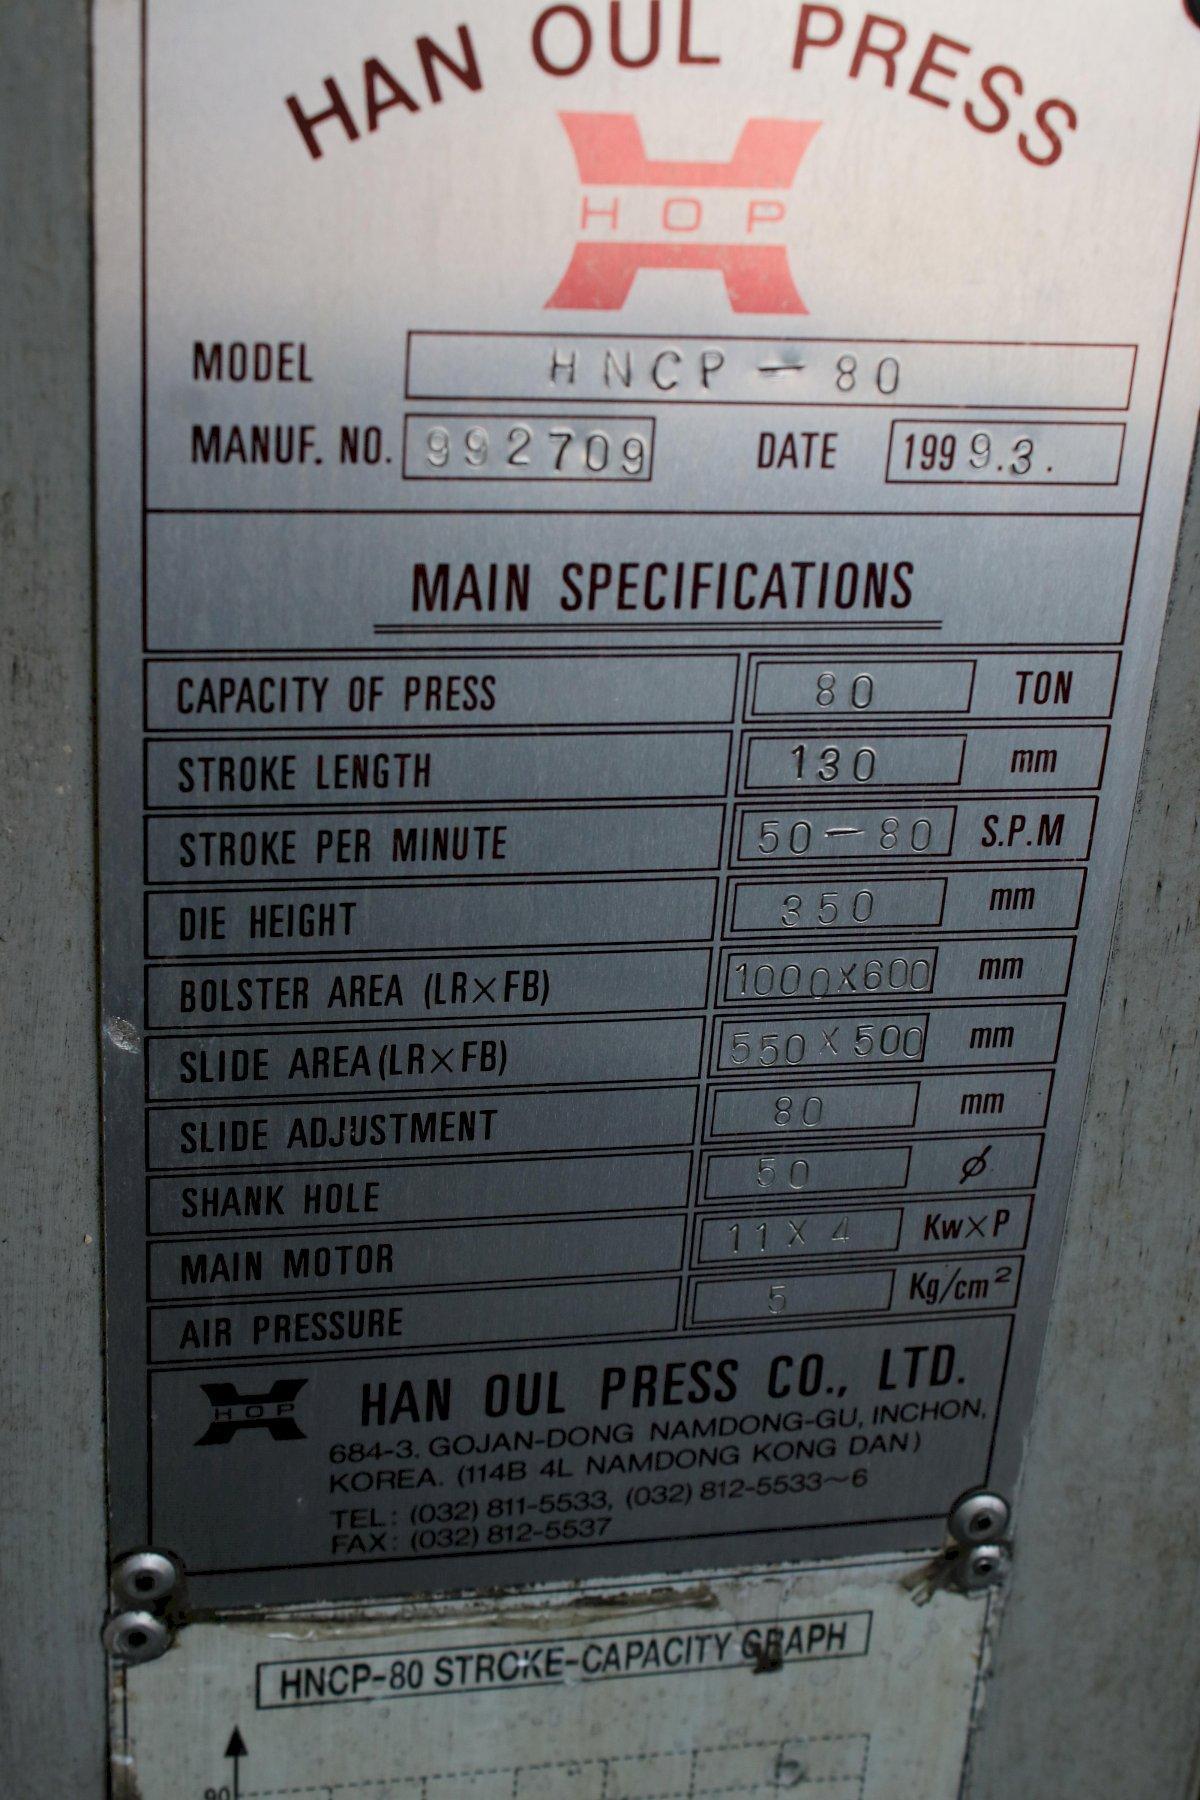 HAN OUL PRESS
HOP
MODEL HNCP-80
MANUF. NO. 992709 DATE 1999.3.
MAIN SPECIFICATIONS
CAPACITY OF PRESS 80 TON
STROKE LENGTH 130 mm
STROKE PER MINUTE 50-80 S.P.M
DIE HEIGHT 350 mm
BOLSTER AREA (LR×FB) 1000X600 mm
SLIDE AREA(LR×FB) 550X500 mm
SLIDE ADJUSTMENT 80 mm
SHANK HOLE 50 ϕ
MAIN MOTOR 11X4 Kw×P
AIR PRESSURE 5 Kg/cm²
HOP
HAN OUL PRESS CO., LTD.
684-3. GOJAN-DONG NAMDONG-GU, INCHON,
KOREA. (114B 4L NAMDONG KONG DAN)
TEL: (032) 811-5533, (032) 812-5533~6
FAX: (032) 812-5537
HNCP-80 STROKE-CAPACITY GRAPH